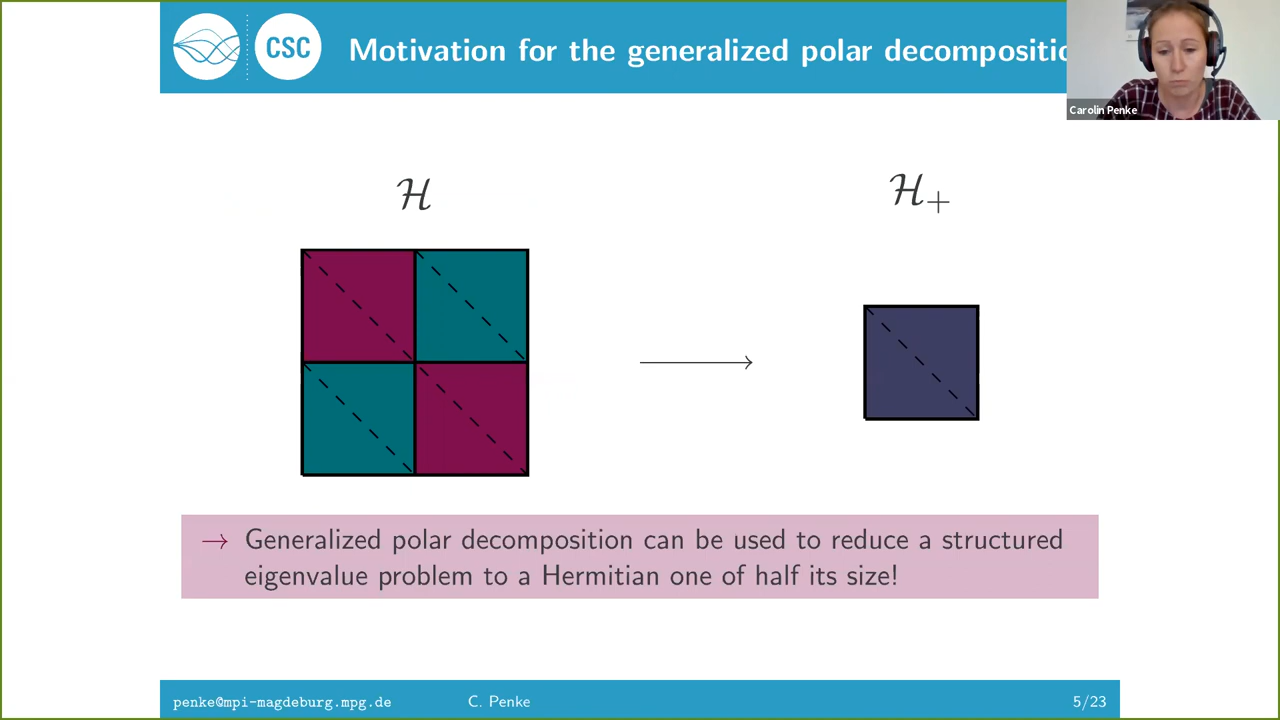 CSC
Motivation for the generalized polar decompositio
Carolin Penke
ℋ
ℋ₊
→ Generalized polar decomposition can be used to reduce a structured
eigenvalue problem to a Hermitian one of half its size!
penke@mpi-magdeburg.mpg.de
C. Penke
5/23